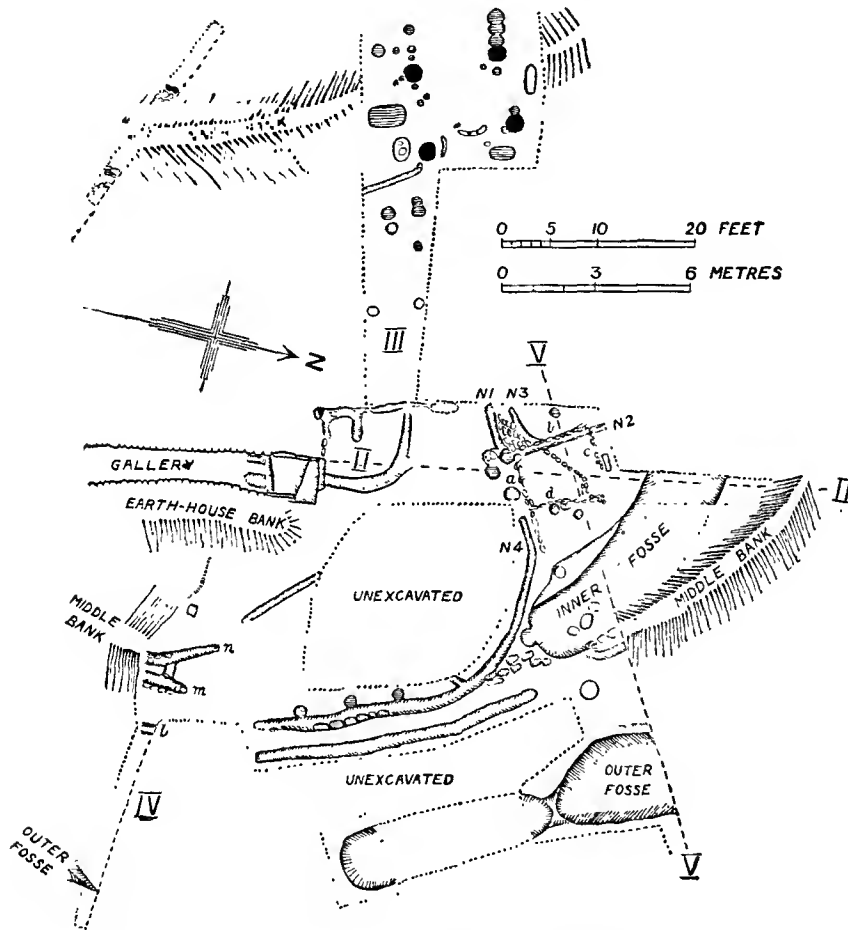 K
0 5 10 20 FEET
0 3 6 METRES
N
III
V
N1 N3
l
N2
c
II
GALLERY
a
d
II
EARTH-HOUSE BANK
N4
UNEXCAVATED
INNER FOSSE
MIDDLE BANK
MIDDLE
BANK
n
m
l
UNEXCAVATED
OUTER
FOSSE
IV
OUTER
FOSSE
V